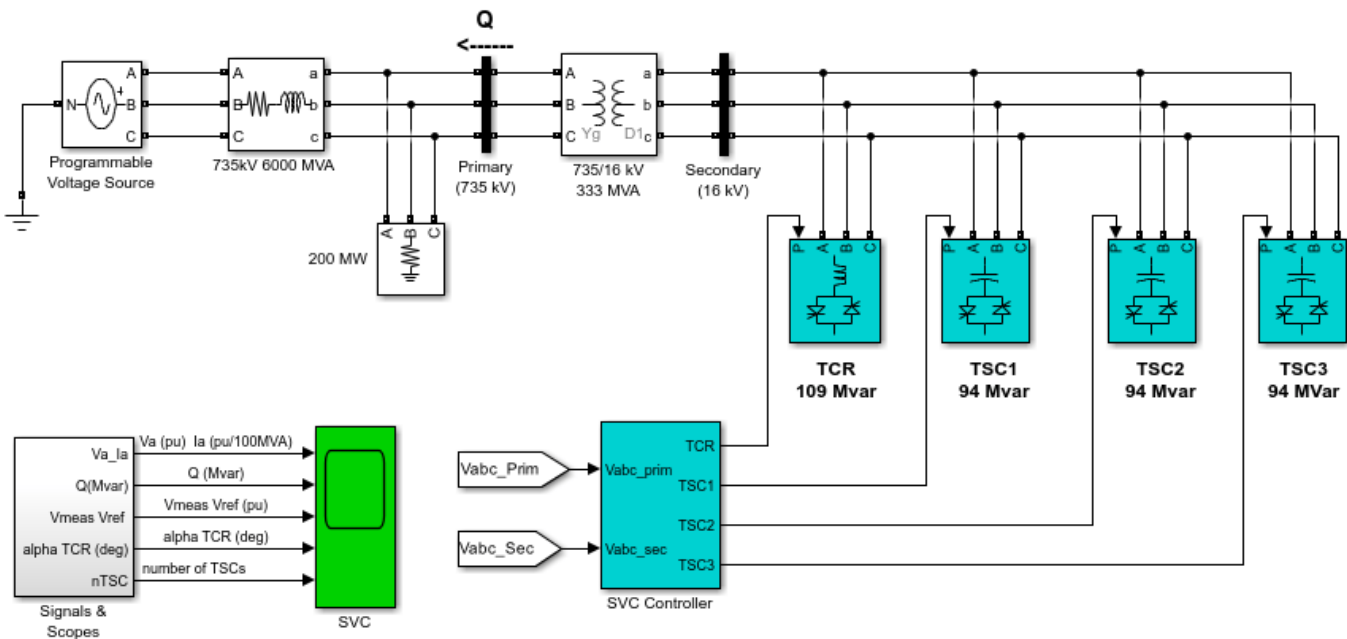 Q
<------
A
B
C
N
+
Programmable
Voltage Source
A
B
C
a
b
c
735kV 6000 MVA
A
B
C
200 MW
Primary
(735 kV)
A
B
C
a
b
c
Yg
D1
735/16 kV
333 MVA
Secondary
(16 kV)
P
A
B
C
TCR
109 Mvar
P
A
B
C
TSC1
94 Mvar
P
A
B
C
TSC2
94 Mvar
P
A
B
C
TSC3
94 MVar
Va_Ia
Q(Mvar)
Vmeas Vref
alpha TCR (deg)
nTSC
Signals &
Scopes
Va (pu) Ia (pu/100MVA)
Q (Mvar)
Vmeas Vref (pu)
alpha TCR (deg)
number of TSCs
SVC
Vabc_Prim
Vabc_Sec
Vabc_prim
Vabc_sec
TCR
TSC1
TSC2
TSC3
SVC Controller